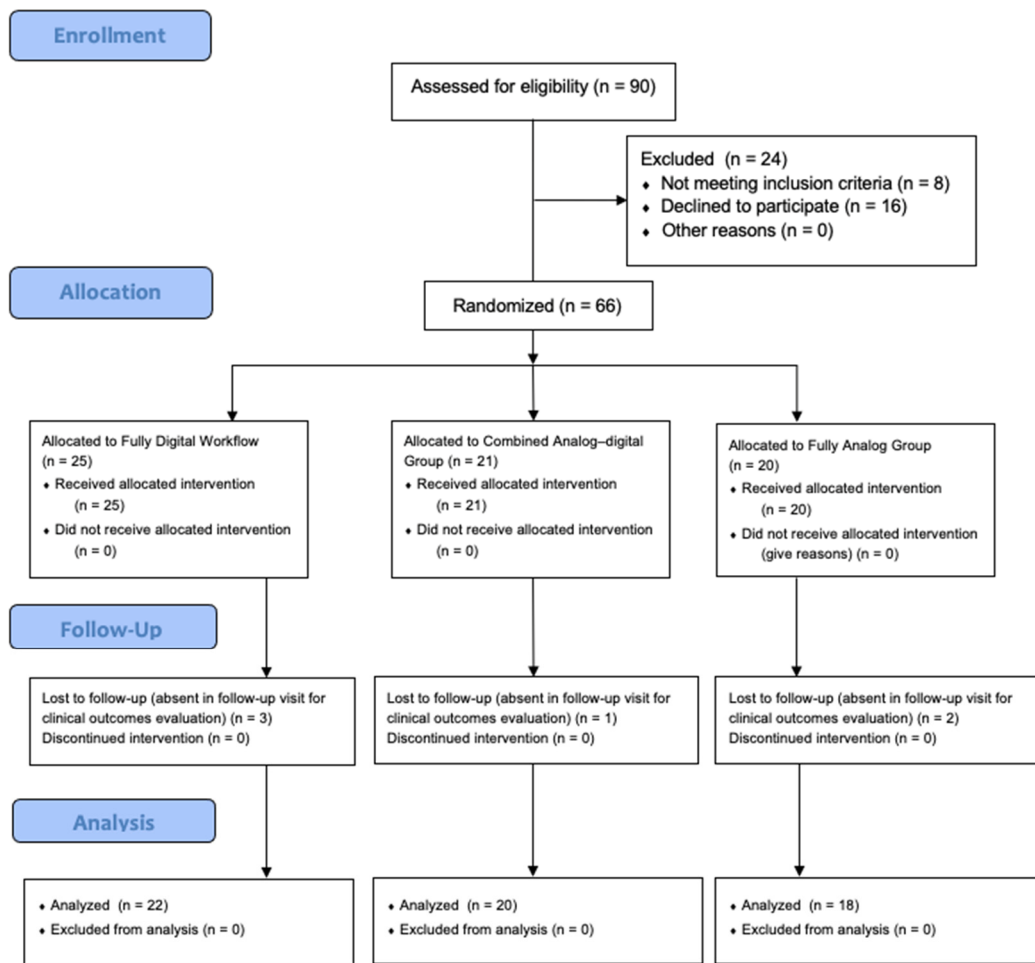 Enrollment
Assessed for eligibility (n = 90)
Excluded (n = 24)
⬧ Not meeting inclusion criteria (n = 8)
⬧ Declined to participate (n = 16)
⬧ Other reasons (n = 0)
Allocation
Randomized (n = 66)
Allocated to Fully Digital Workflow
(n = 25)
⬧ Received allocated intervention
(n = 25)
⬧ Did not receive allocated intervention
(n = 0)
Allocated to Combined Analog–digital
Group (n = 21)
⬧ Received allocated intervention
(n = 21)
⬧ Did not receive allocated intervention
(n = 0)
Allocated to Fully Analog Group
(n = 20)
⬧ Received allocated intervention
(n = 20)
⬧ Did not receive allocated intervention
(give reasons) (n = 0)
Follow-Up
Lost to follow-up (absent in follow-up visit for
clinical outcomes evaluation) (n = 3)
Discontinued intervention (n = 0)
Lost to follow-up (absent in follow-up visit for
clinical outcomes evaluation) (n = 1)
Discontinued intervention (n = 0)
Lost to follow-up (absent in follow-up visit for
clinical outcomes evaluation) (n = 2)
Discontinued intervention (n = 0)
Analysis
⬧ Analyzed (n = 22)
⬧ Excluded from analysis (n = 0)
⬧ Analyzed (n = 20)
⬧ Excluded from analysis (n = 0)
⬧ Analyzed (n = 18)
⬧ Excluded from analysis (n = 0)